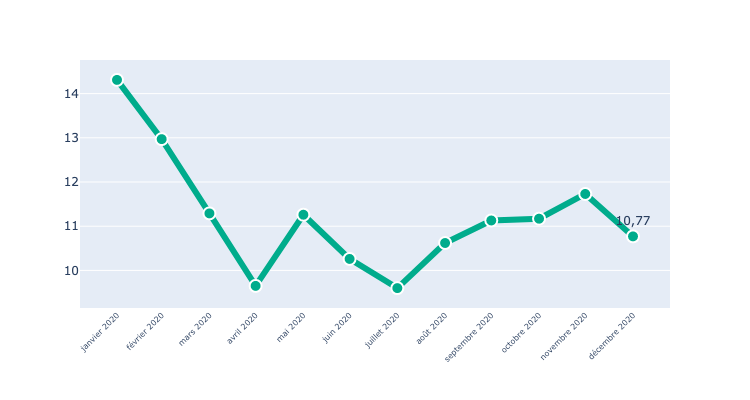 14
13
12
11
10
10,77
janvier 2020
février 2020
mars 2020
avril 2020
mai 2020
juin 2020
juillet 2020
août 2020
septembre 2020
octobre 2020
novembre 2020
décembre 2020